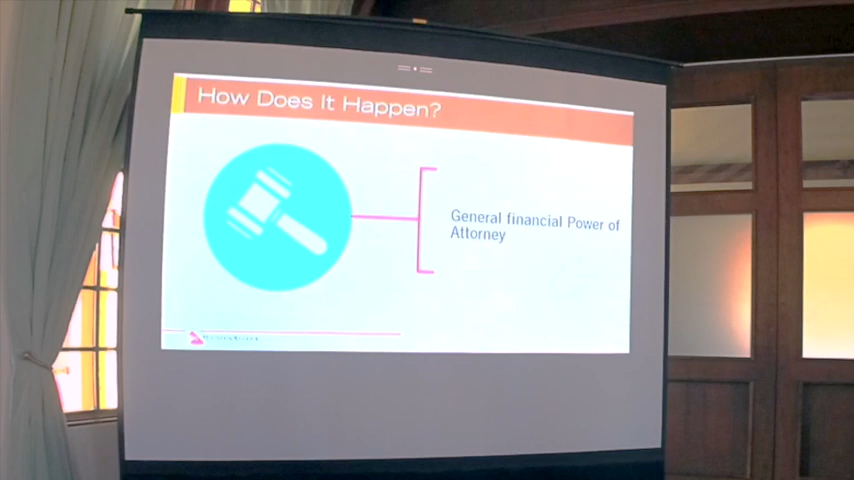 How Does It Happen?
General financial Power of
Attorney